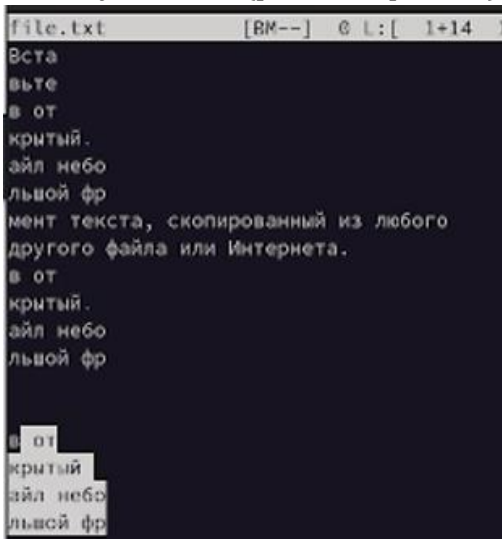 file.txt [BM--] 0 L:[ 1+14
Вста
вьте
в от
крытый.
айл небо
льшой фр
мент текста, скопированный из любого
другого файла или Интернета.
в от
крытый.
айл небо
льшой фр
в от
крытый
айл небо
льшой фр